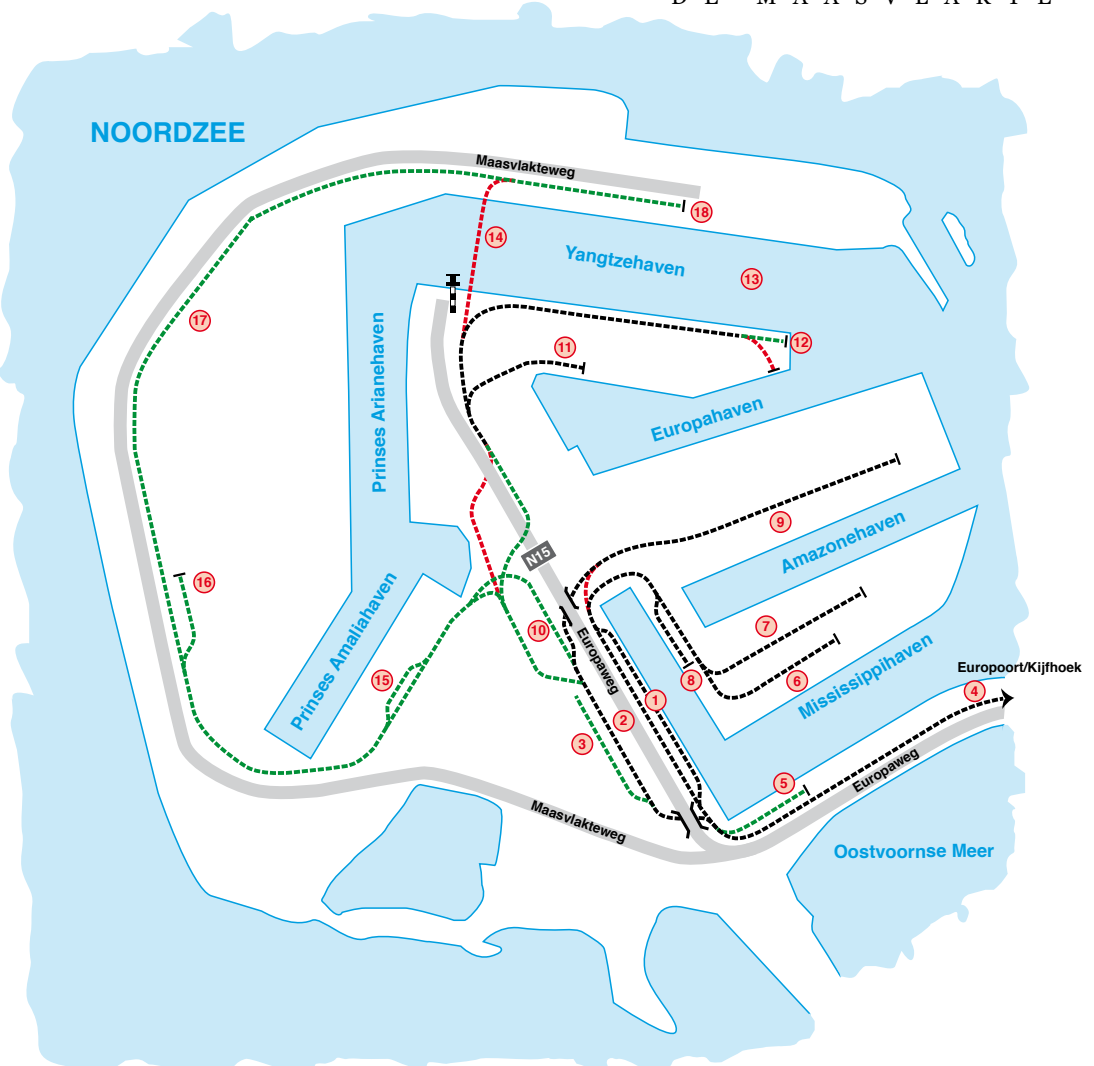 D E M A A S V L A K T E
NOORDZEE
Maasvlakteweg
18
14
Yangtzehaven
13
17
11
12
Prinses Arianehaven
Europahaven
9
N15
Amazonehaven
16
10
7
Prinses Amaliahaven
Europaweg
15
8
6
Mississippihaven
Europoort/Kijfhoek
4
1
2
3
5
Europaweg
Maasvlakteweg
Oostvoornse Meer